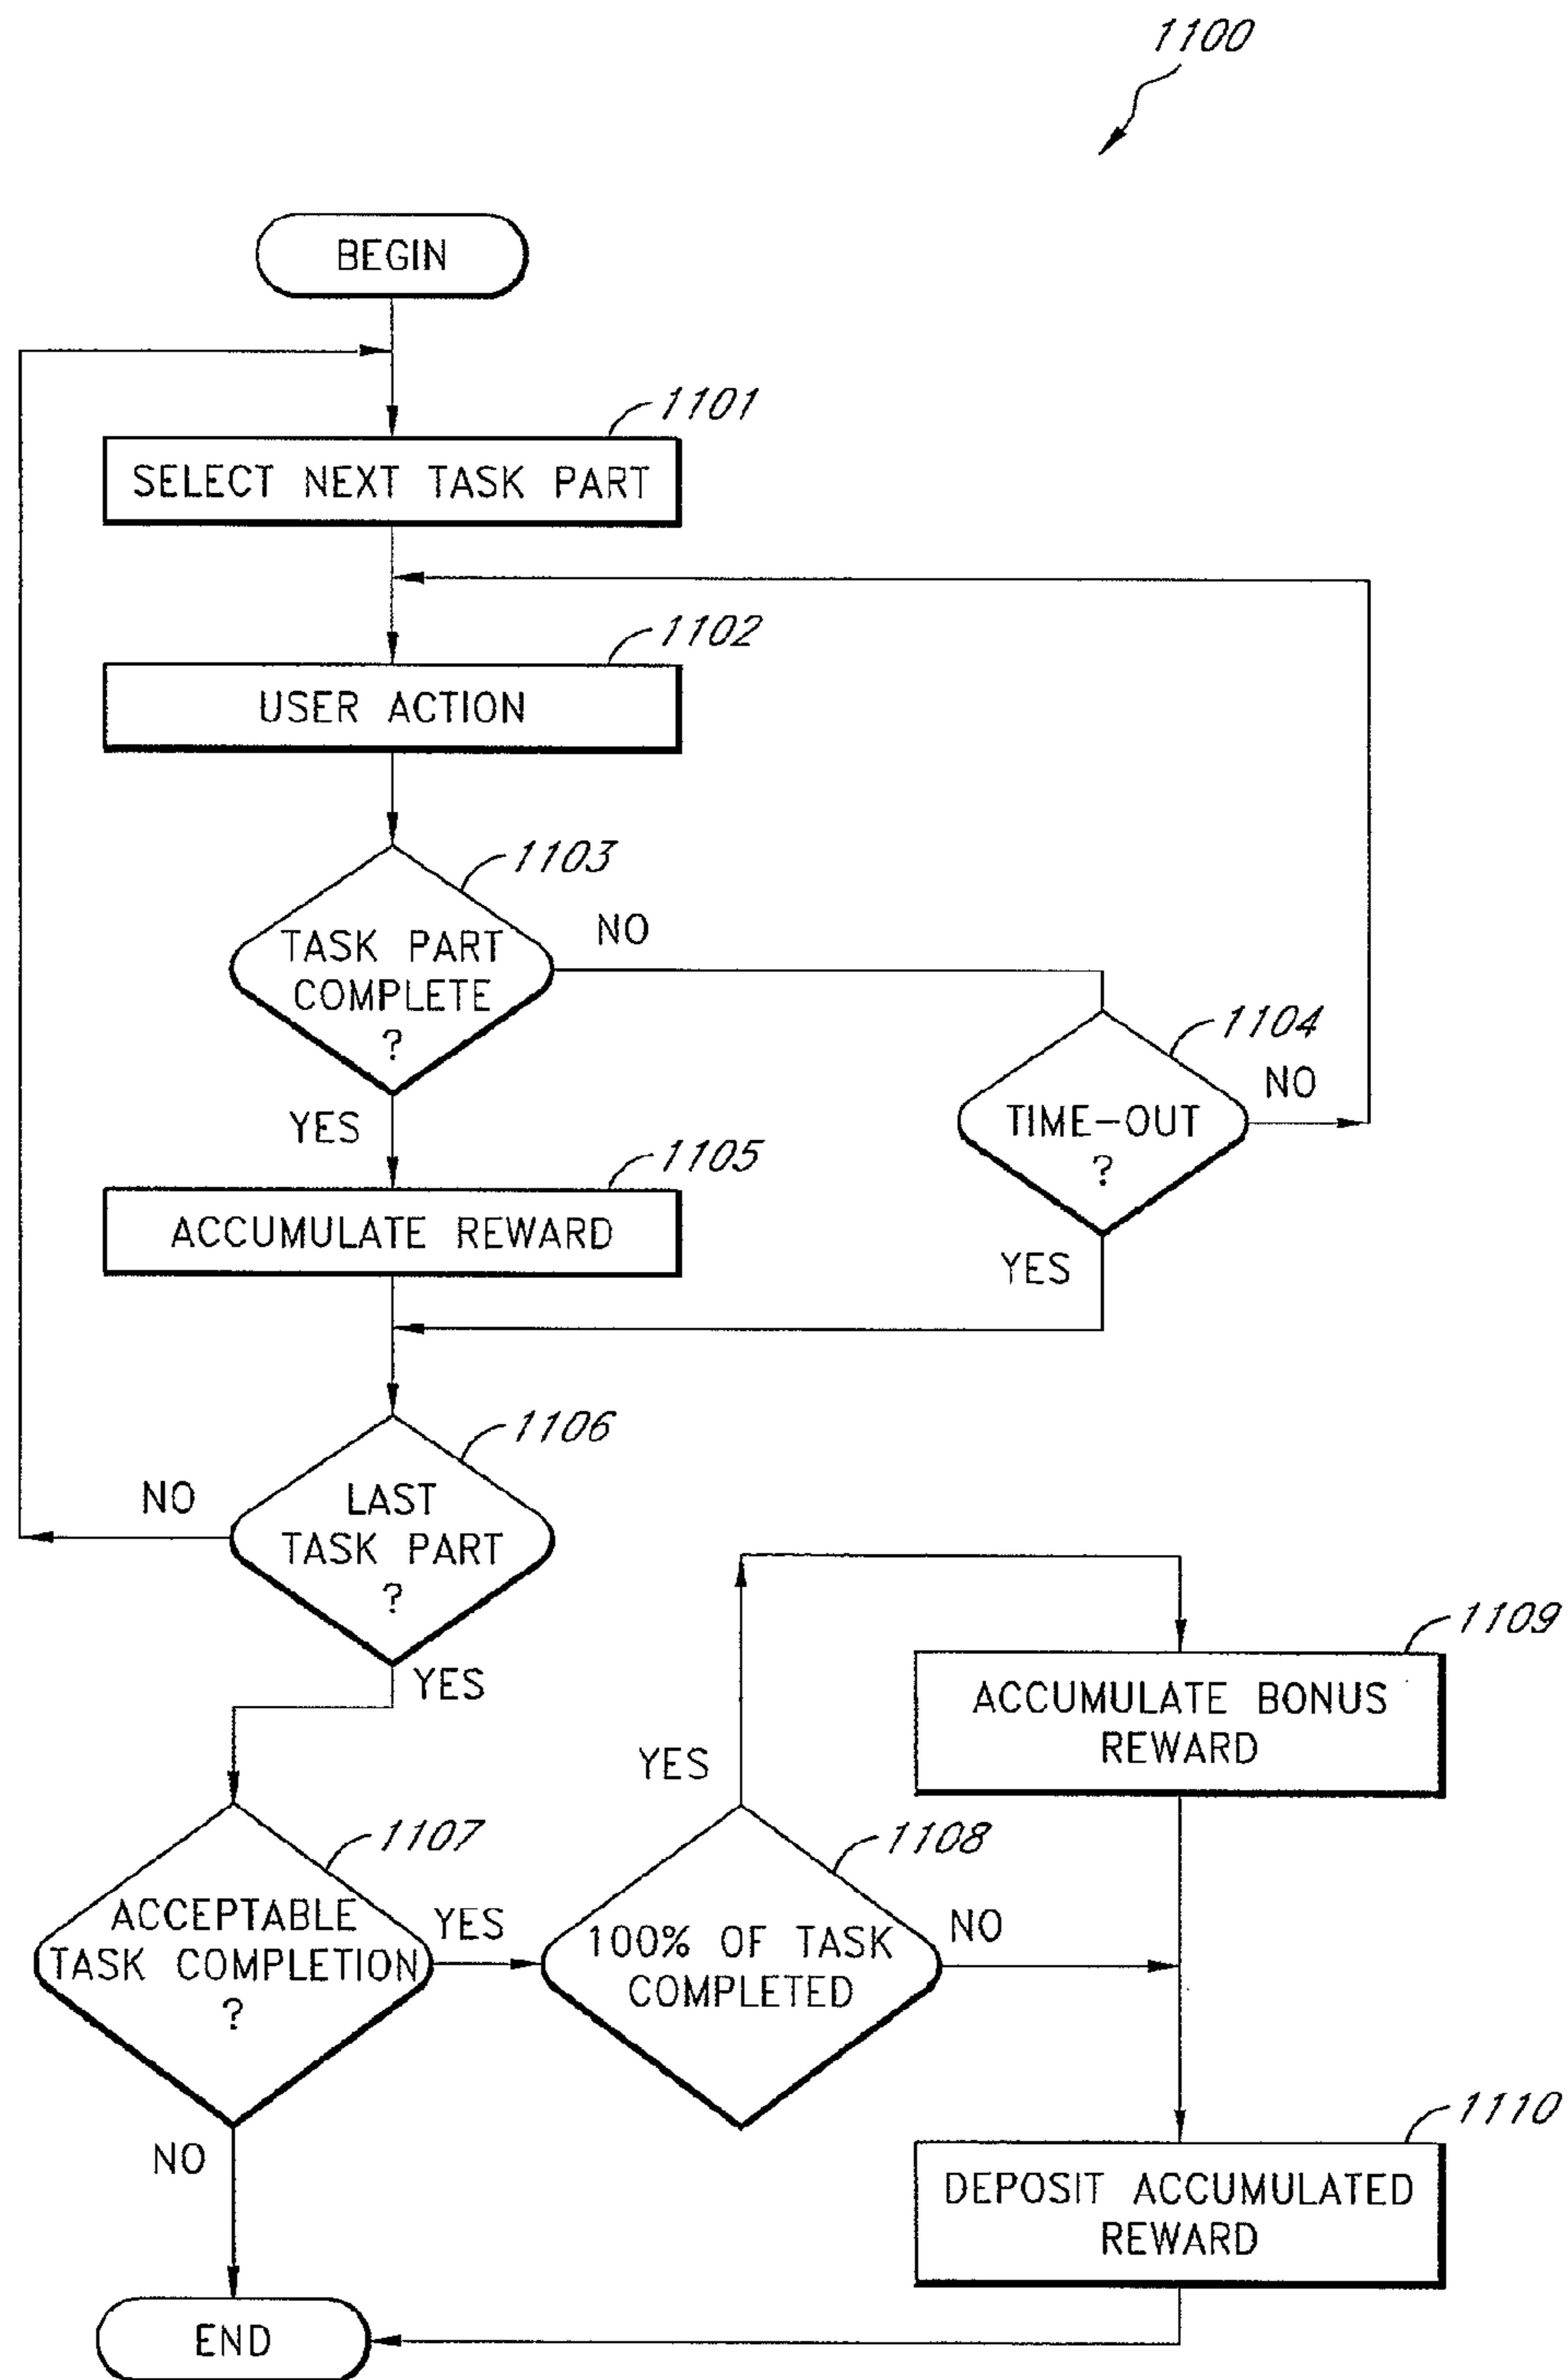 1100
BEGIN
1101
SELECT NEXT TASK PART
1102
USER ACTION
1103
TASK PART
COMPLETE
?
NO
1104
TIME-OUT
?
NO
YES
YES
1105
ACCUMULATE REWARD
1106
LAST
TASK PART
?
NO
YES
1107
ACCEPTABLE
TASK COMPLETION
?
YES
NO
1108
100% OF TASK
COMPLETED
YES
NO
1109
ACCUMULATE BONUS
REWARD
1110
DEPOSIT ACCUMULATED
REWARD
END